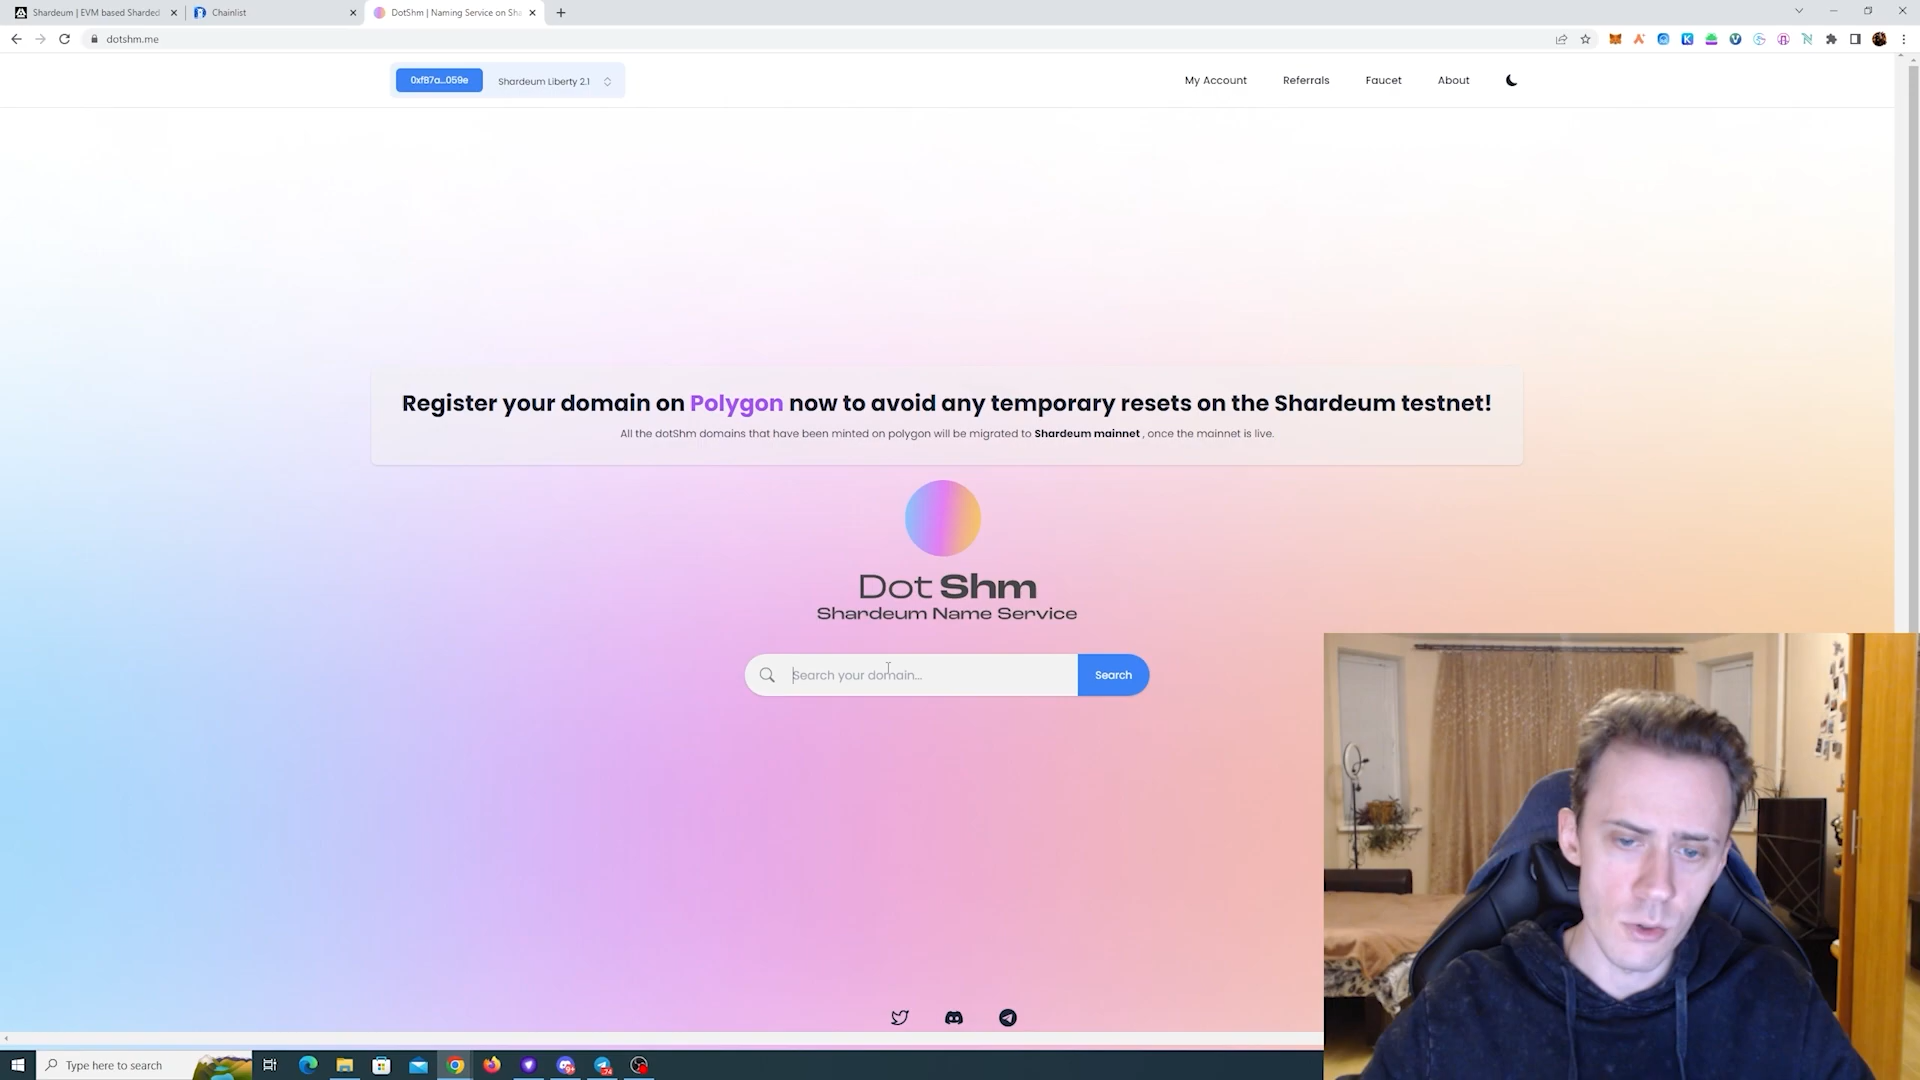 Shardeum | EVM based Sharded
Chainlist
DotShm | Naming Service on Sha
dotshm.me
0xf87a...059e
Shardeum Liberty 2.1
My Account
Referrals
Faucet
About
Register your domain on Polygon now to avoid any temporary resets on the Shardeum testnet!
All the dotShm domains that have been minted on polygon will be migrated to Shardeum mainnet , once the mainnet is live.
Dot Shm
Shardeum Name Service
Search your domain...
Search
Type here to search